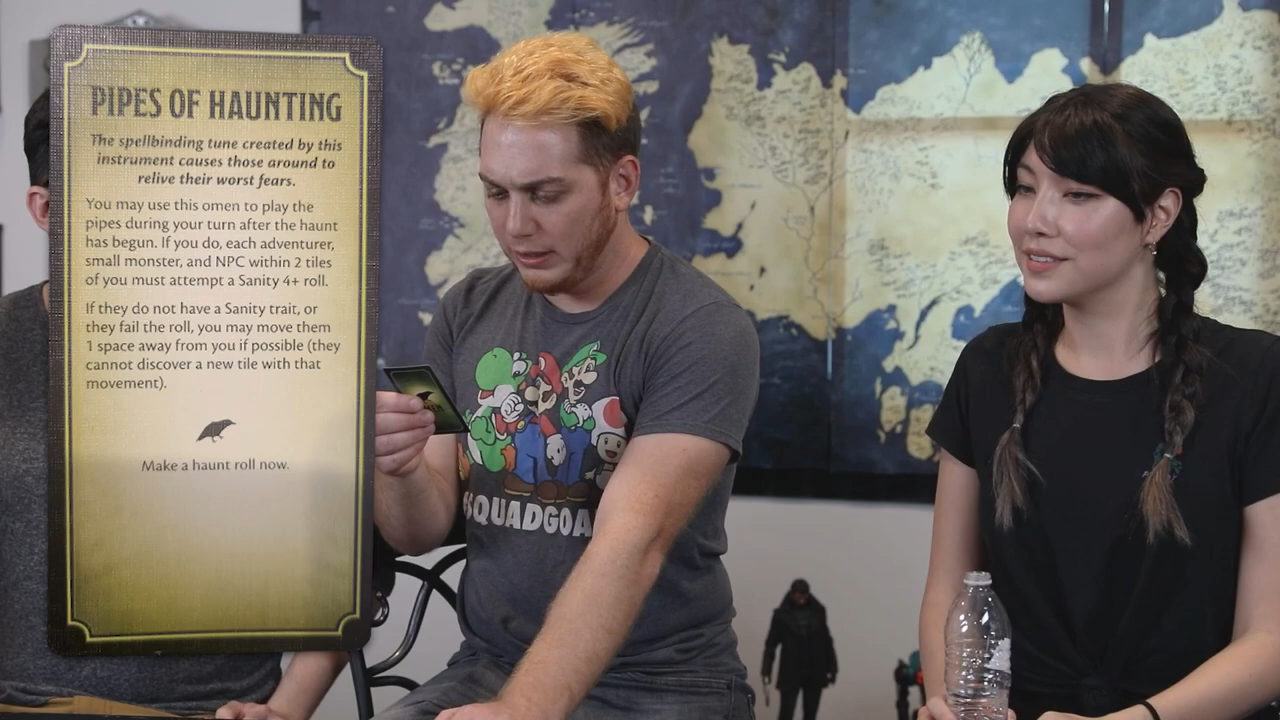 PIPES OF HAUNTING
The spellbinding tune created by this
instrument causes those around to
relive their worst fears.
You may use this omen to play the
pipes during your turn after the haunt
has begun. If you do, each adventurer,
small monster, and NPC within 2 tiles
of you must attempt a Sanity 4+ roll.
If they do not have a Sanity trait, or
they fail the roll, you may move them
1 space away from you if possible (they
cannot discover a new tile with that
movement).
Make a haunt roll now.
SQUADGOA